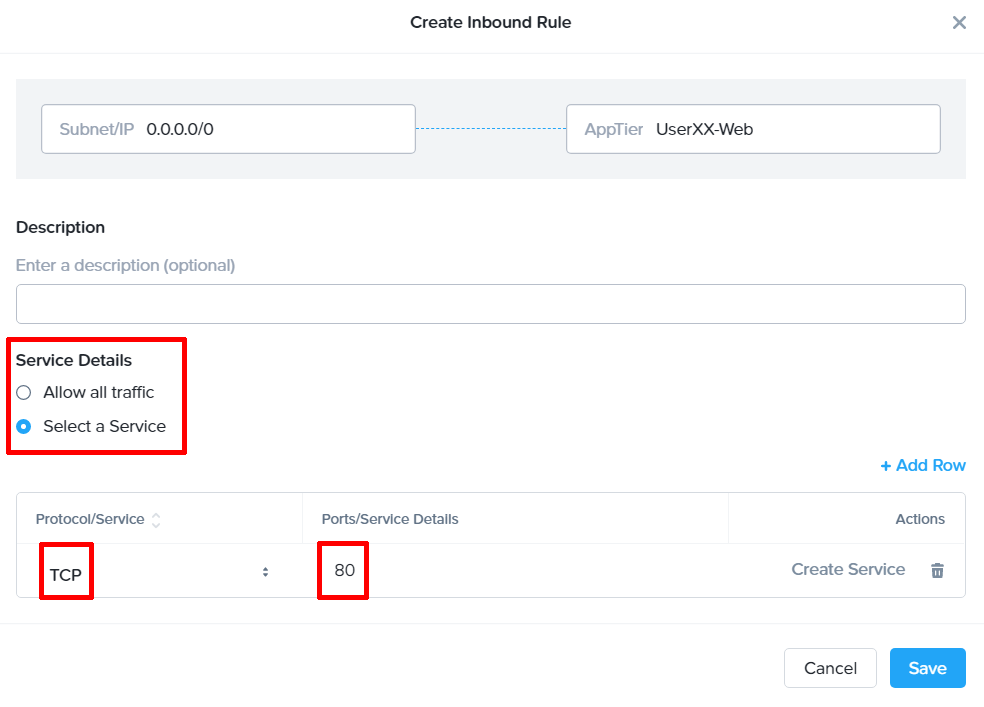 Create Inbound Rule
Subnet/IP 0.0.0.0/0
AppTier UserXX-Web
Description
Enter a description (optional)
Service Details
Allow all traffic
Select a Service
+ Add Row
Protocol/Service Ports/Service Details Actions
TCP 80 Create Service
Cancel Save